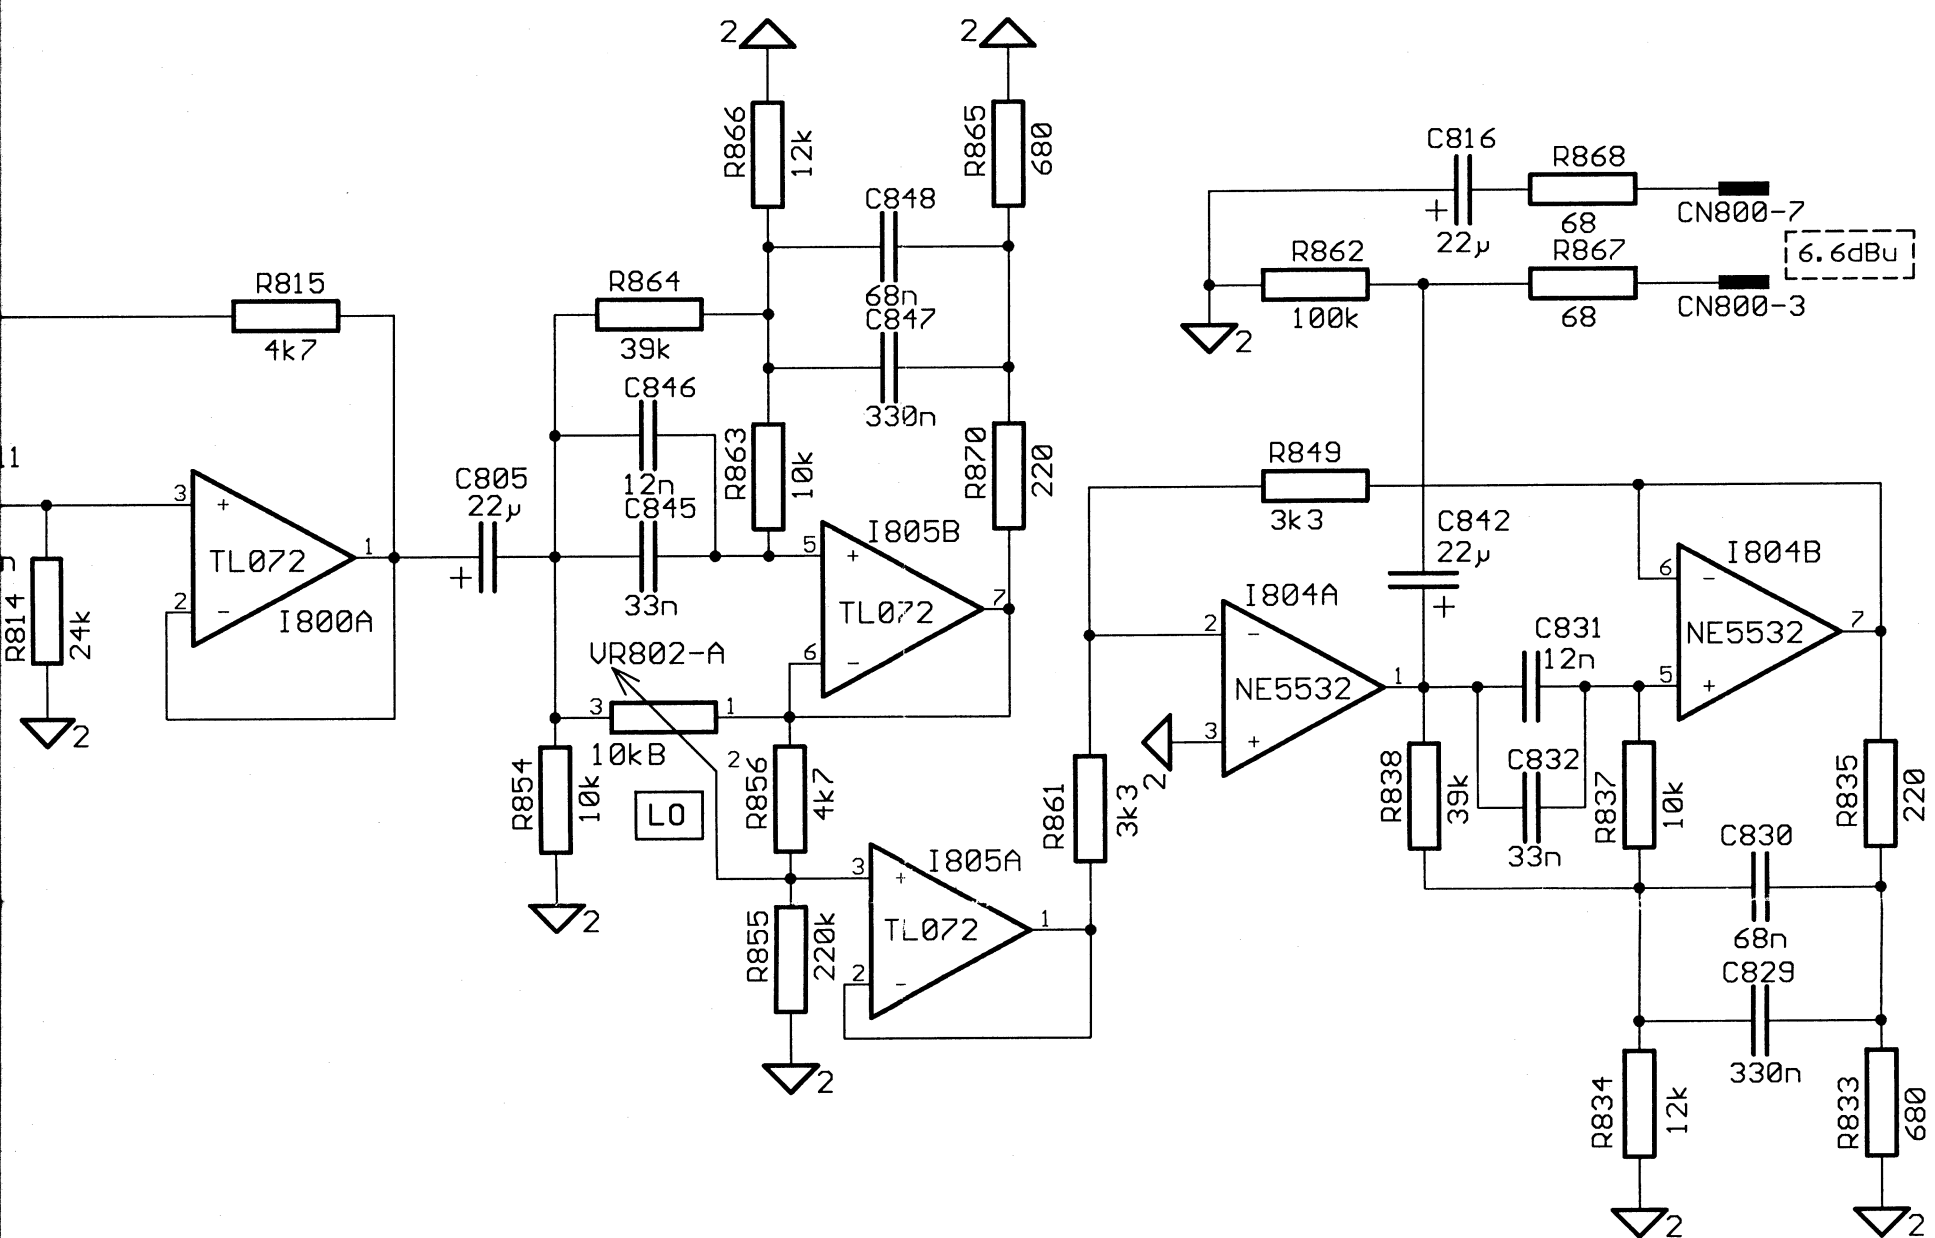 2
2
R866
12k
R865
680
C816
+
22µ
R868
68
CN800-7
C848
68n
R862
100k
R867
68
CN800-3
6.6dBu
2
R815
4k7
R864
39k
C847
330n
C846
12n
R863
10k
R870
220
C805
22µ
+
C845
33n
11
3
+
TL072
1
2
-
I800A
n
R814
24k
2
I805B
5
+
TL072
7
6
-
R849
3k3
C842
22µ
+
I804A
2
-
NE5532
1
3
+
2
I804B
6
-
NE5532
7
5
+
C831
12n
C832
33n
VR802-A
3
1
10kB
2
LO
R854
10k
2
R856
4k7
R861
3k3
R838
39k
R837
10k
R835
220
I805A
3
+
TL072
1
2
-
R855
220k
2
C830
68n
C829
330n
R834
12k
2
R833
680
2